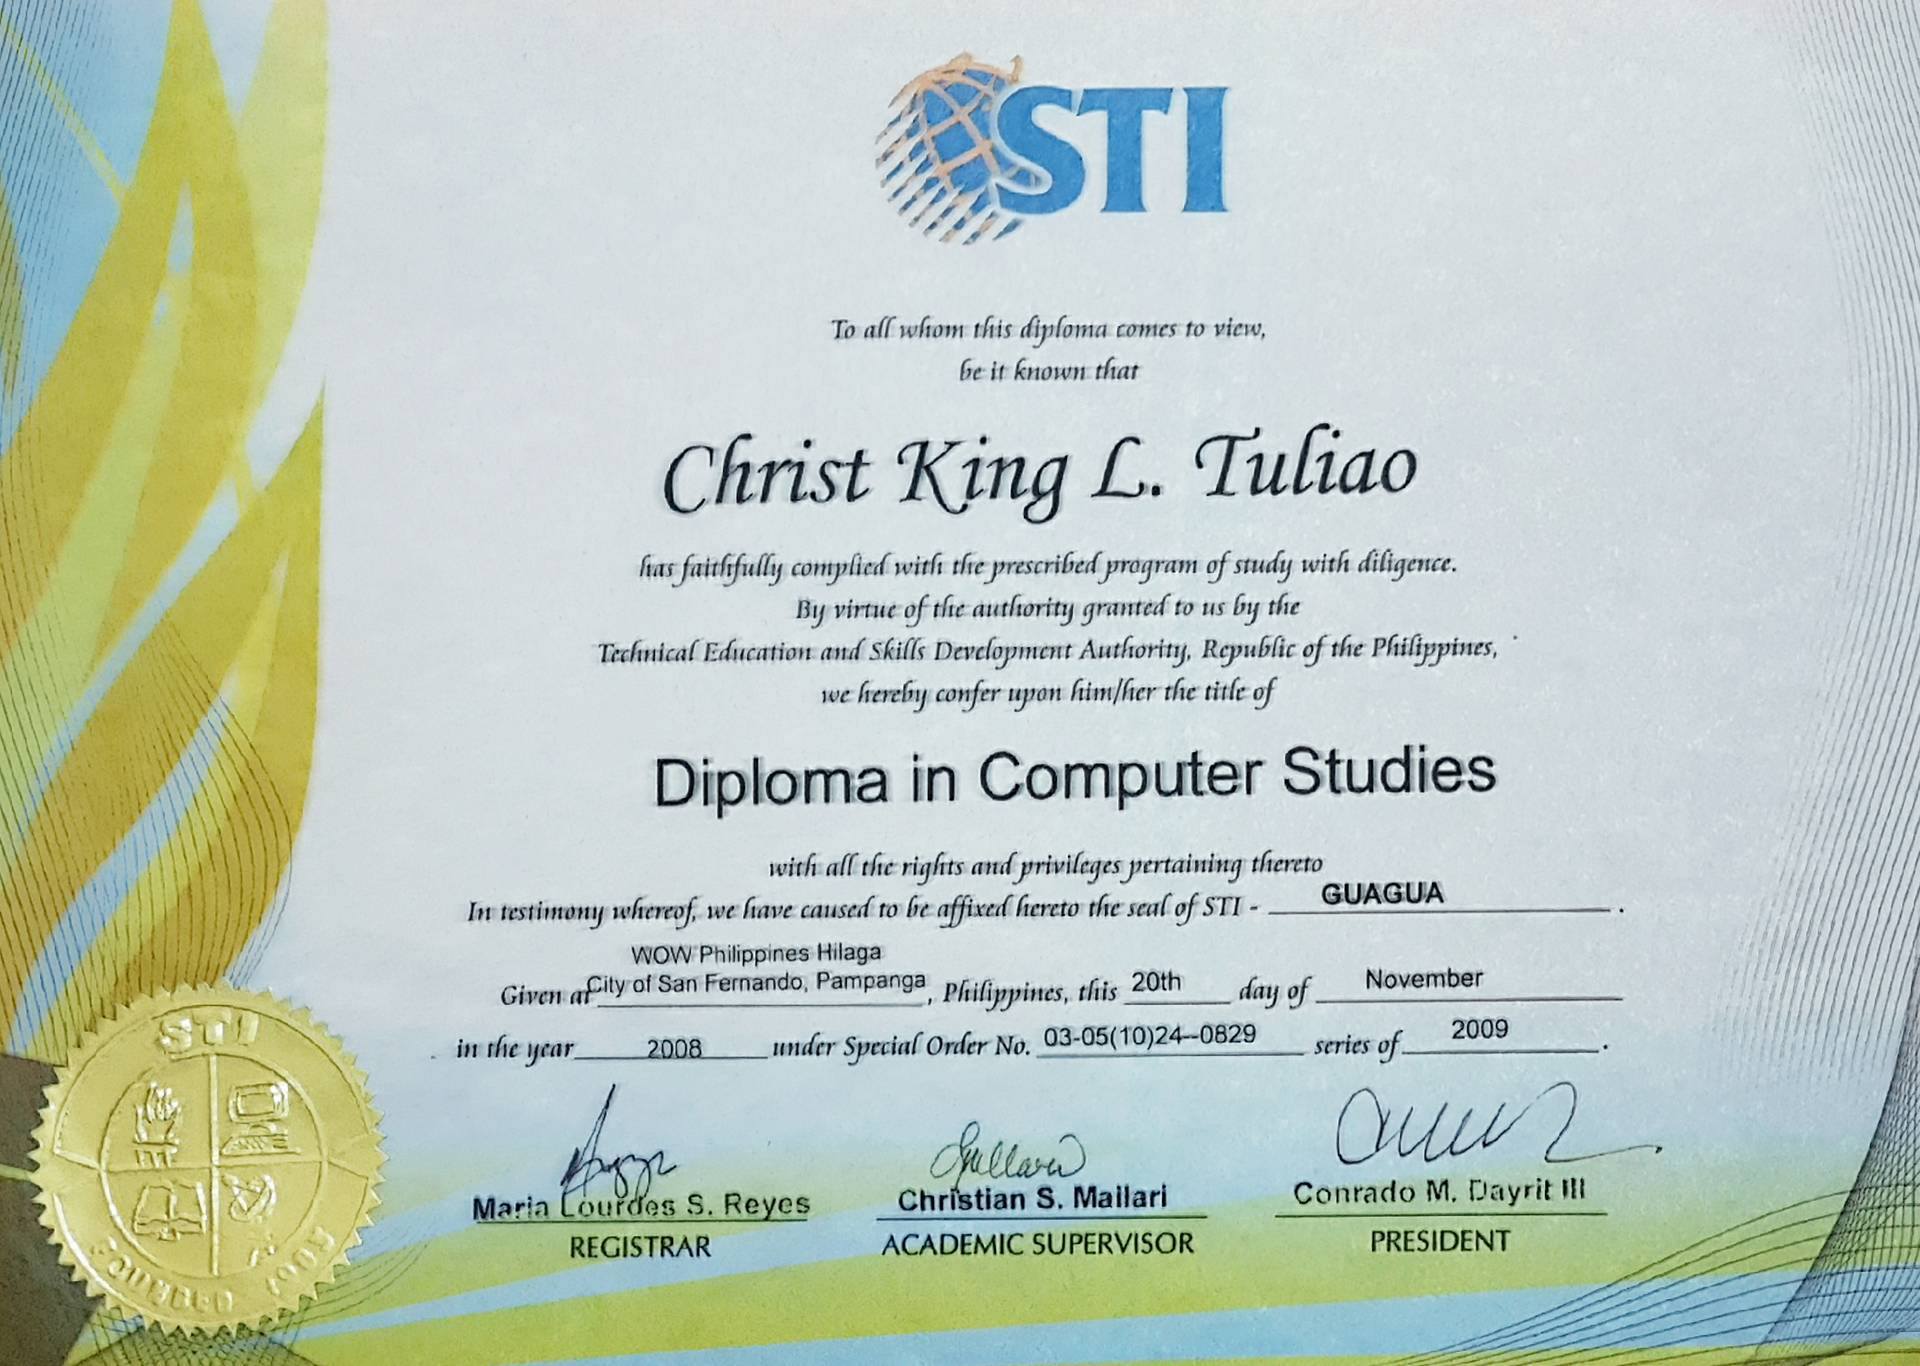 STI
To all whom this diploma comes to view,
be it known that
Christ King L. Tuliao
has faithfully complied with the prescribed program of study with diligence.
By virtue of the authority granted to us by the
Technical Education and Skills Development Authority, Republic of the Philippines,
we hereby confer upon him/her the title of
Diploma in Computer Studies
with all the rights and privileges pertaining thereto
In testimony whereof, we have caused to be affixed hereto the seal of STI - GUAGUA.
WOW Philippines Hilaga
Given at City of San Fernando, Pampanga, Philippines, this 20th day of November
in the year 2008 under Special Order No. 03-05(10)24--0829 series of 2009.
Maria Lourdes S. Reyes Christian S. Mallari Conrado M. Dayrit III
REGISTRAR ACADEMIC SUPERVISOR PRESIDENT
STI
FOUNDED